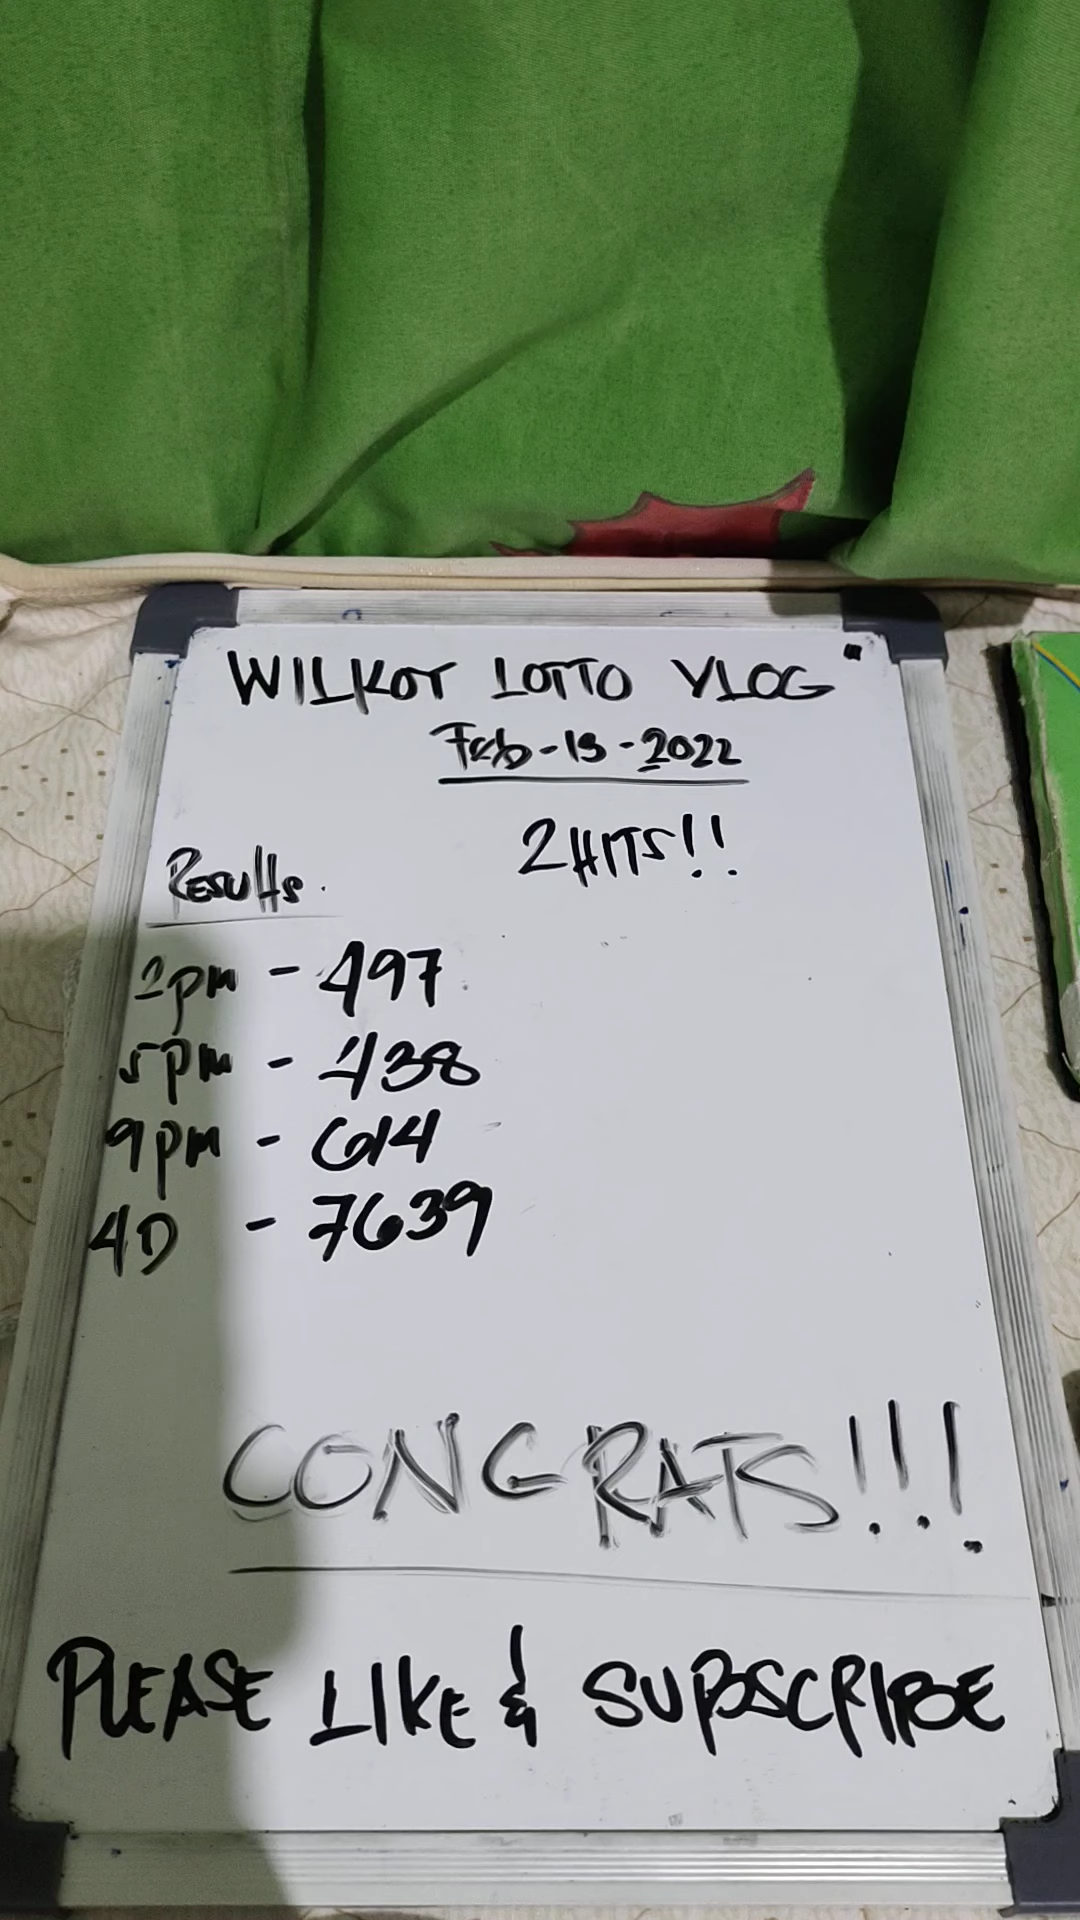 WILKOT LOTTO VLOG
Feb-13-2022
2 HITS!!
Results.
2pm - 497
5pm - 438
9pm - 614
4D - 7639
CONGRATS!!!
PLEASE LIKE & SUBSCRIBE